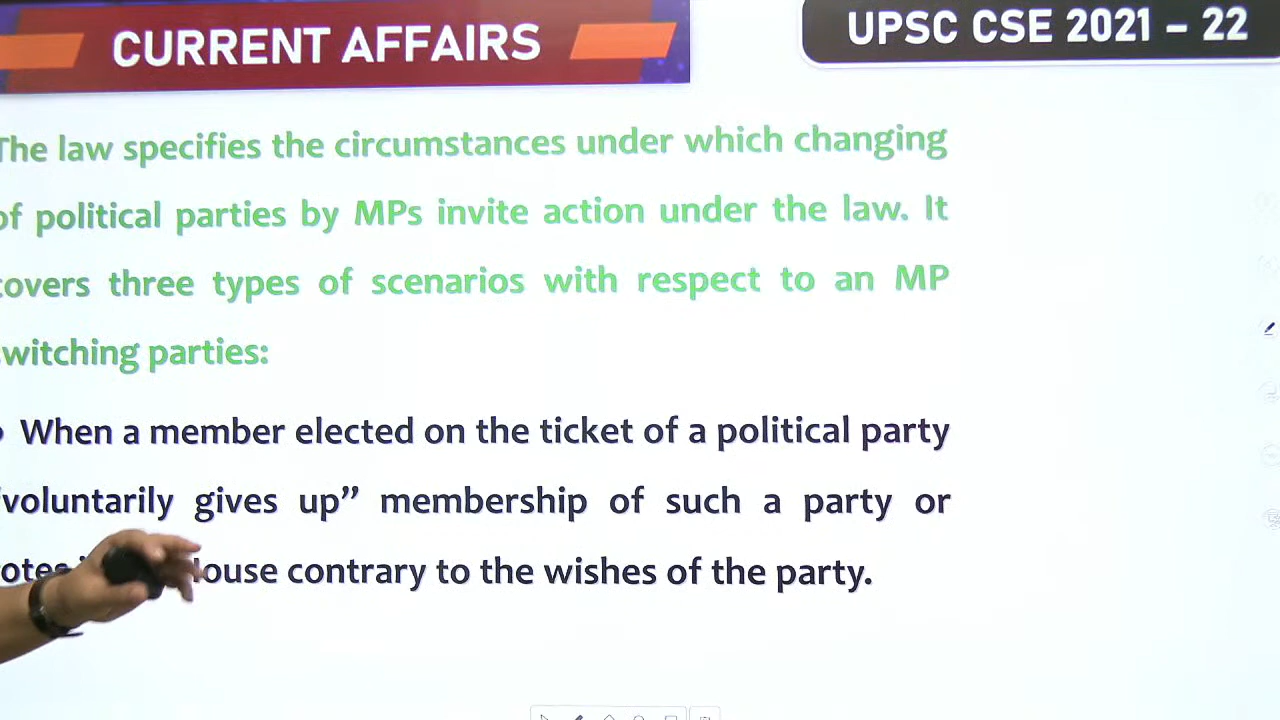 CURRENT AFFAIRS
UPSC CSE 2021 – 22
The law specifies the circumstances under which changing
of political parties by MPs invite action under the law. It
covers three types of scenarios with respect to an MP
switching parties:
• When a member elected on the ticket of a political party
“voluntarily gives up” membership of such a party or
House contrary to the wishes of the party.